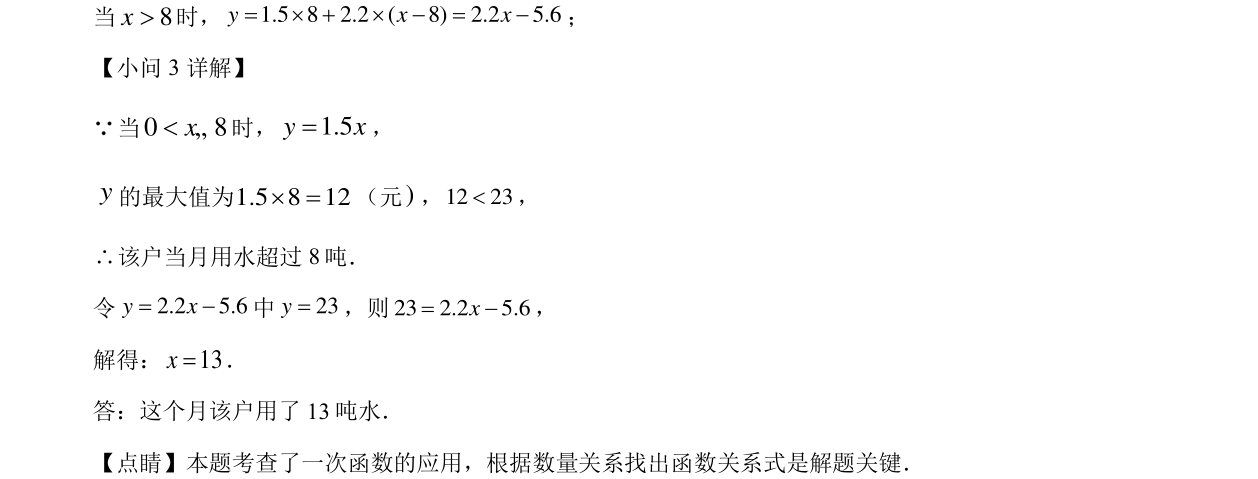 当 x > 8 时， y = 1.5×8 + 2.2×(x−8) = 2.2x − 5.6；
【小问 3 详解】
∵当 0 < x„ 8 时， y = 1.5x，
y 的最大值为 1.5×8 = 12（元），12 < 23，
∴该户当月用水超过 8 吨．
令 y = 2.2x − 5.6 中 y = 23，则 23 = 2.2x − 5.6，
解得： x = 13．
答：这个月该户用了 13 吨水．
【点睛】本题考查了一次函数的应用，根据数量关系找出函数关系式是解题关键．